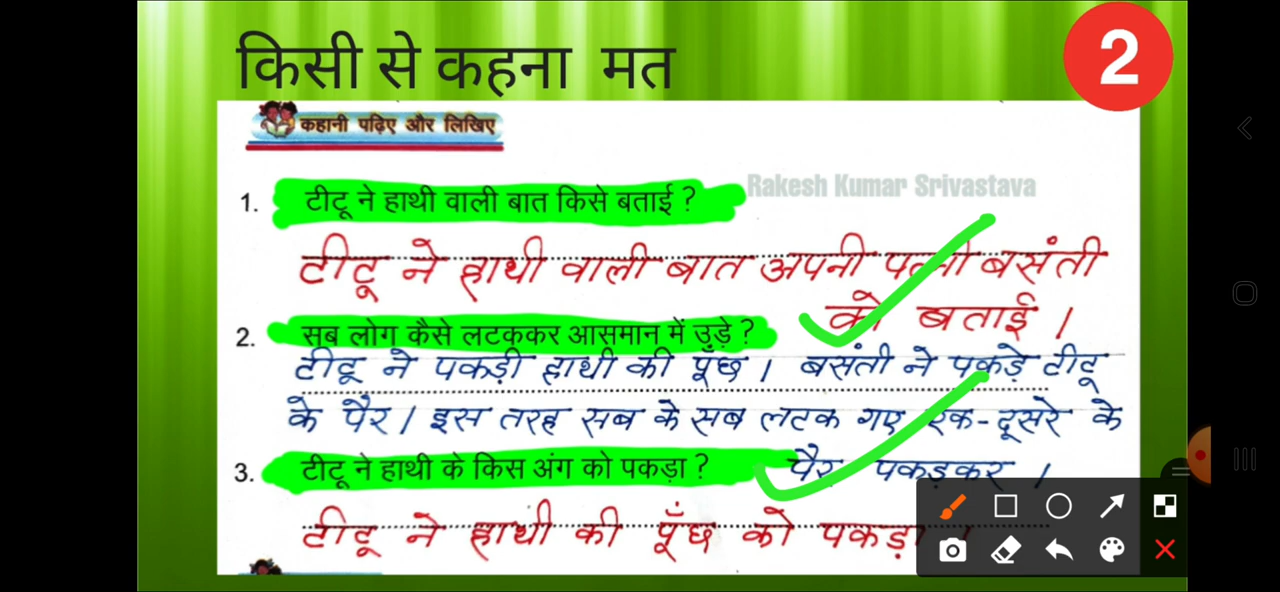 किसी से कहना मत
2
कहानी पढ़िए और लिखिए
Rakesh Kumar Srivastava
1. टीटू ने हाथी वाली बात किसे बताई ?
टीटू ने हाथी वाली बात अपनी पत्नी बसंती
को बताई ।
2. सब लोग कैसे लटककर आसमान में उड़े ?
टीटू ने पकड़ी हाथी की पूँछ । बसंती ने पकड़े टीटू
के पैर । इस तरह सब के सब लटक गए एक-दूसरे के
पैर पकड़कर ।
3. टीटू ने हाथी के किस अंग को पकड़ा ?
टीटू ने हाथी की पूँछ को पकड़ा ।